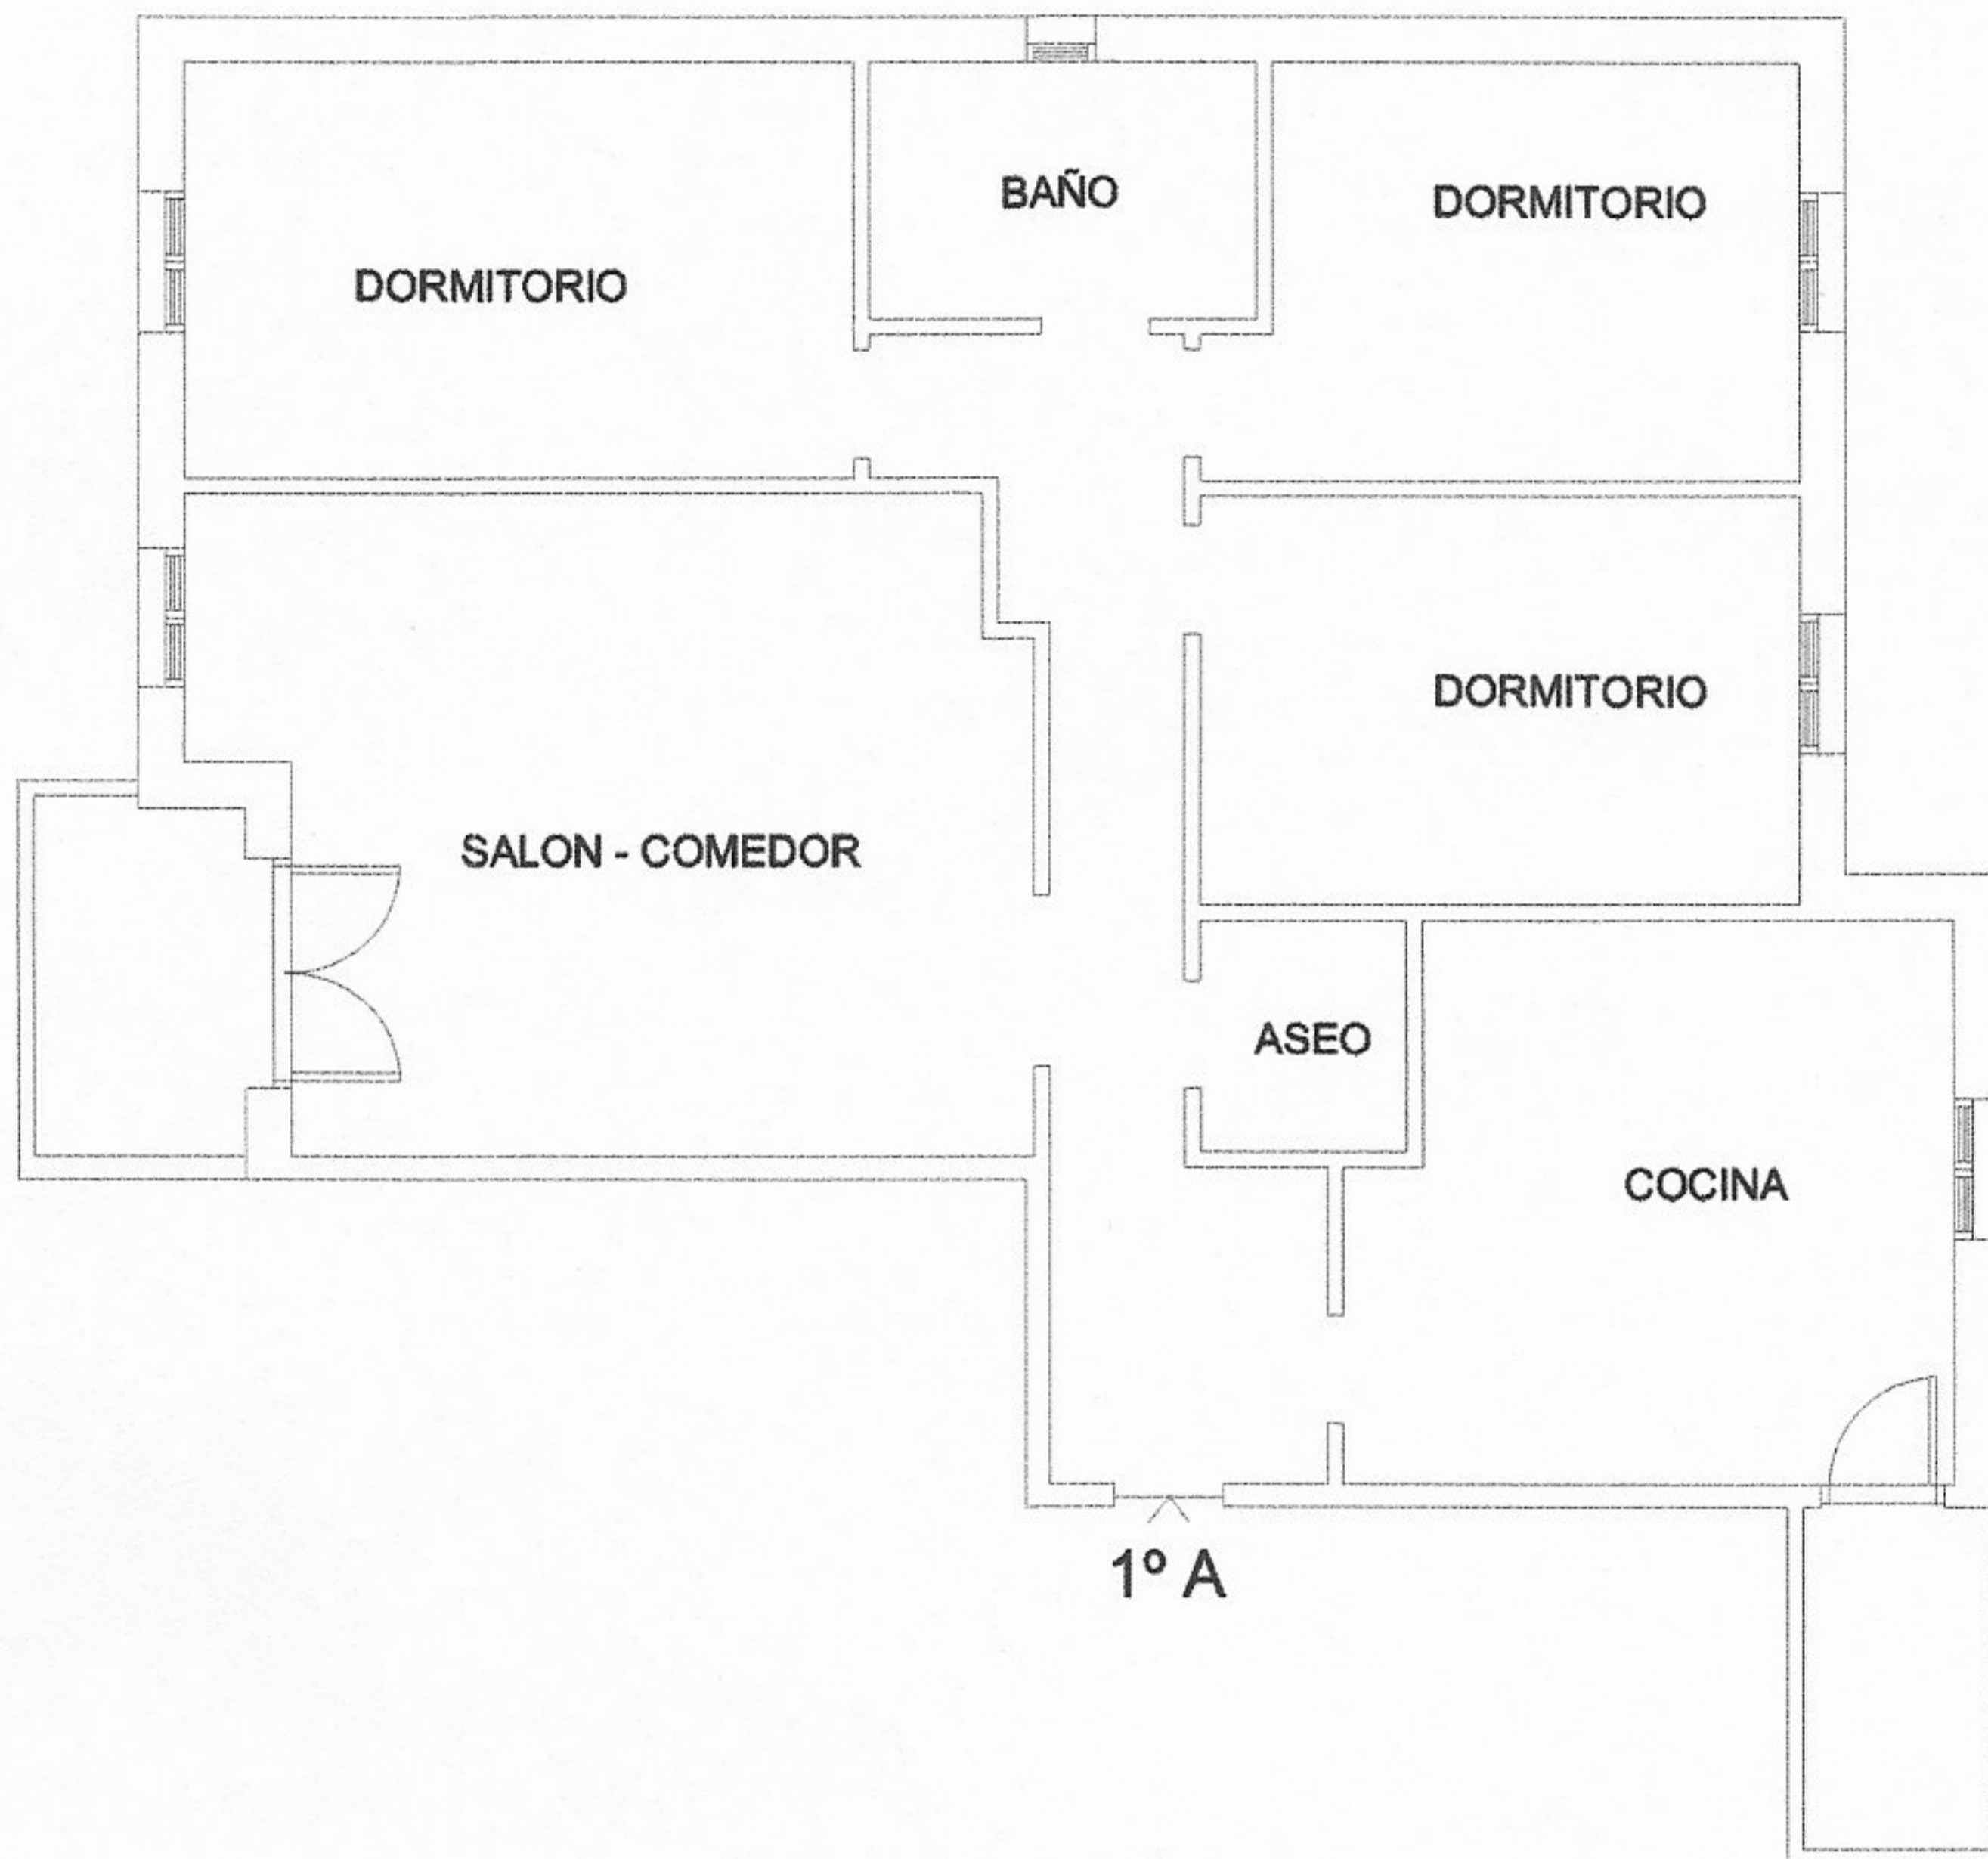 BAÑO
DORMITORIO
DORMITORIO
DORMITORIO
SALON - COMEDOR
ASEO
COCINA
1º A